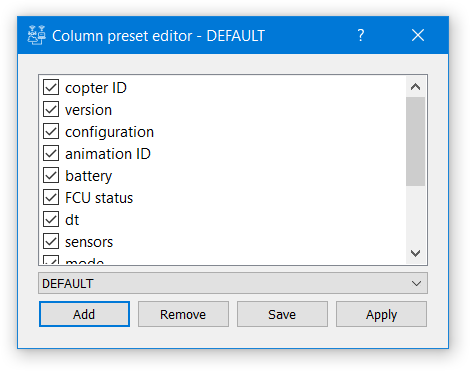 Column preset editor - DEFAULT ?
copter ID
version
configuration
animation ID
battery
FCU status
dt
sensors
mode
DEFAULT
Add Remove Save Apply